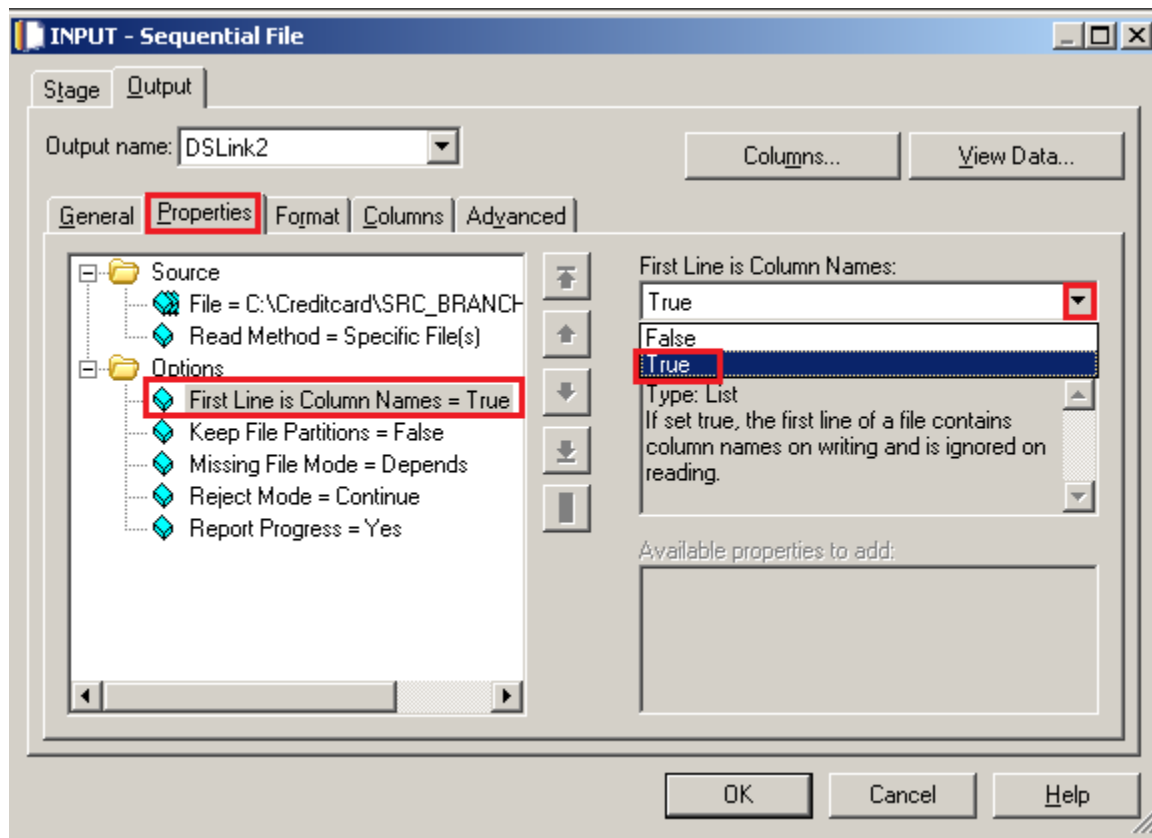 INPUT - Sequential File
Stage Output
Output name: DSLink2
Columns... View Data...
General Properties Format Columns Advanced
Source
File = C:\Creditcard\SRC_BRANCH
Read Method = Specific File(s)
Options
First Line is Column Names = True
Keep File Partitions = False
Missing File Mode = Depends
Reject Mode = Continue
Report Progress = Yes
First Line is Column Names:
True
False
True
Type: List
If set true, the first line of a file contains
column names on writing and is ignored on
reading.
Available properties to add:
OK Cancel Help